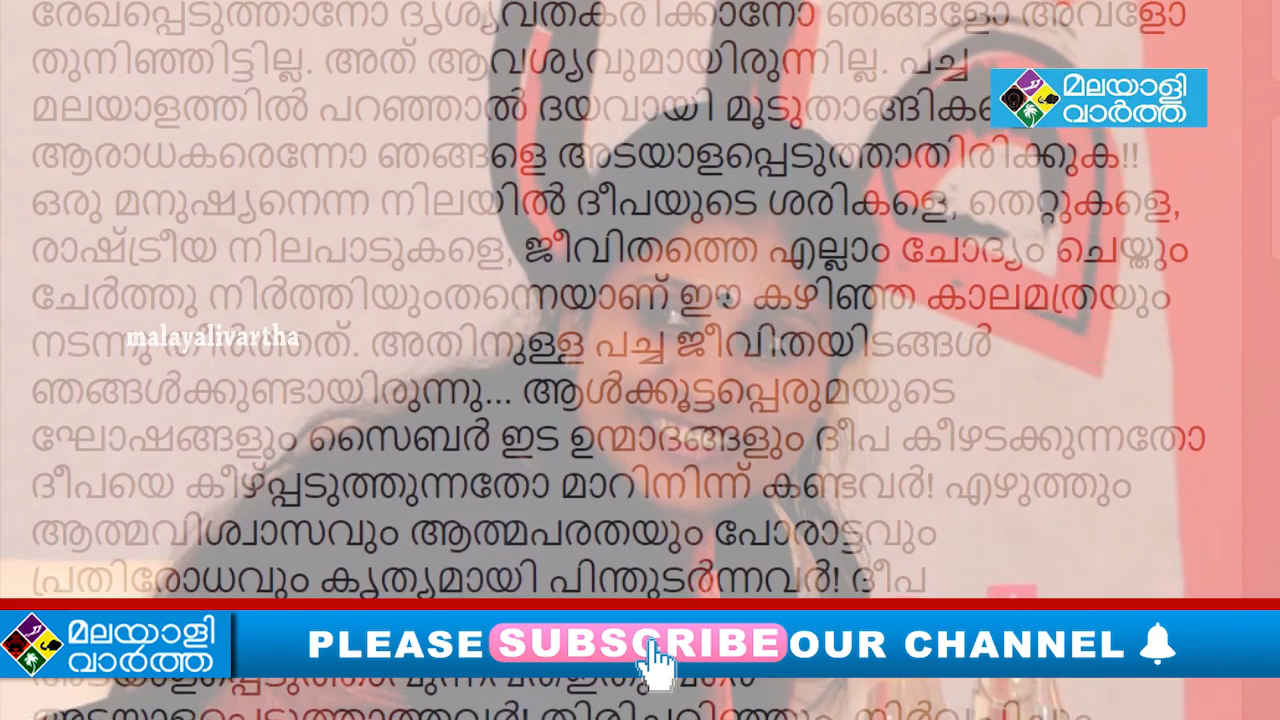 രേഖപ്പെടുത്താനോ ദൃശ്യവതകരിക്കാനോ ഞങ്ങളോ അവളോ
തുനിഞ്ഞിട്ടില്ല. അത് ആവശ്യവുമായിരുന്നില്ല. പച്ച
മലയാളത്തിൽ പറഞ്ഞാൽ ദയവായി മൂടുതാങ്ങികളെ
മലയാളി
വാർത്ത
ആരാധകരെന്നോ ഞങ്ങളെ അടയാളപ്പെടുത്താതിരിക്കുക!!
ഒരു മനുഷ്യനെന്ന നിലയിൽ ദീപയുടെ ശരികളെ, തെറ്റുകളെ,
രാഷ്ട്രീയ നിലപാടുകളെ, ജീവിതത്തെ എല്ലാം ചോദ്യം ചെയ്തും
ചേർത്തു നിർത്തിയുംതന്നെയാണ് ഈ കഴിഞ്ഞ കാലമത്രയും
malayalivartha
അതിനുള്ള പച്ച ജീവിതയിടങ്ങൾ
ഞങ്ങൾക്കുണ്ടായിരുന്നു... ആൾക്കൂട്ടപ്പെരുമയുടെ
ഘോഷങ്ങളും സൈബർ ഇട ഉന്മാദങ്ങളും ദീപ കീഴടക്കുന്നതോ
ദീപയെ കീഴ്പ്പടുത്തുന്നതോ മാറിനിന്ന് കണ്ടവർ! എഴുത്തും
ആത്മവിശ്വാസവും ആത്മപരതയും പോരാട്ടവും
പ്രതിരോധവും കൃത്യമായി പിന്തുടർന്നവർ! ദീപ
മലയാളി
വാർത്ത
PLEASE SUBSCRIBE OUR CHANNEL